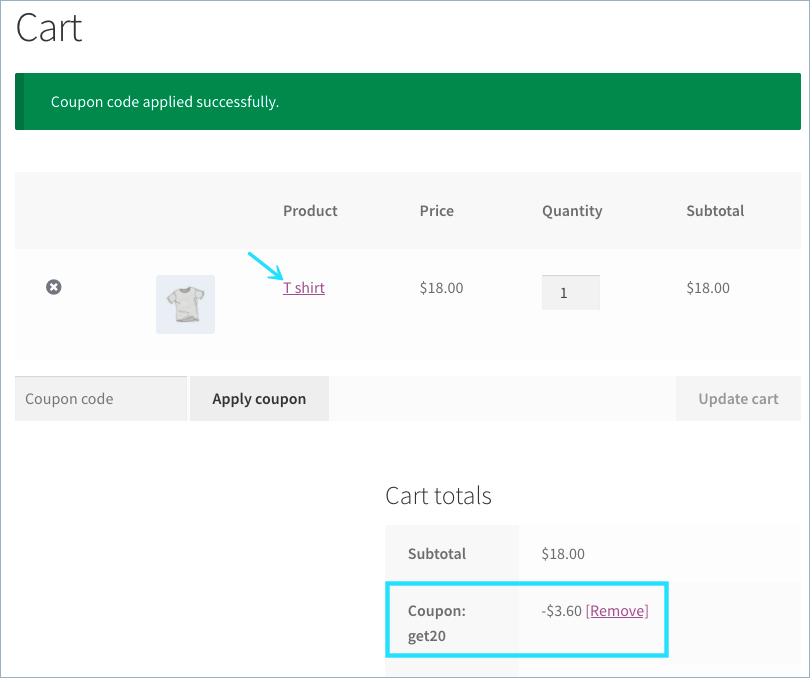 Cart
Coupon code applied successfully.
Product Price Quantity Subtotal
T shirt $18.00 1 $18.00
Coupon code Apply coupon Update cart
Cart totals
Subtotal $18.00
Coupon: -$3.60 [Remove]
get20